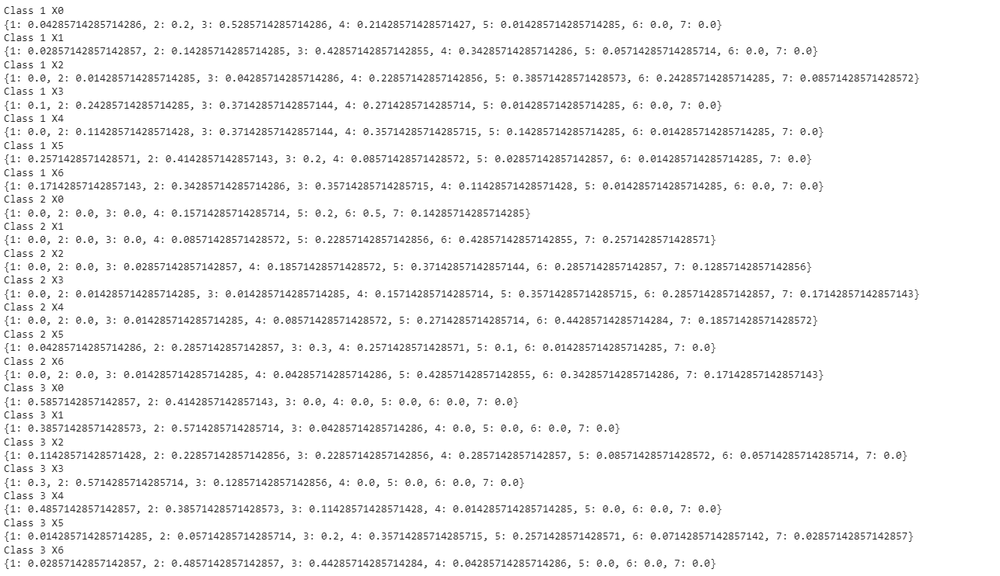 Class 1 X0
{1: 0.04285714285714286, 2: 0.2, 3: 0.5285714285714286, 4: 0.21428571428571427, 5: 0.014285714285714285, 6: 0.0, 7: 0.0}
Class 1 X1
{1: 0.02857142857142857, 2: 0.14285714285714285, 3: 0.42857142857142855, 4: 0.34285714285714286, 5: 0.05714285714285714, 6: 0.0, 7: 0.0}
Class 1 X2
{1: 0.0, 2: 0.014285714285714285, 3: 0.04285714285714286, 4: 0.22857142857142856, 5: 0.38571428571428573, 6: 0.24285714285714285, 7: 0.08571428571428572}
Class 1 X3
{1: 0.1, 2: 0.24285714285714285, 3: 0.37142857142857144, 4: 0.2714285714285714, 5: 0.014285714285714285, 6: 0.0, 7: 0.0}
Class 1 X4
{1: 0.0, 2: 0.11428571428571428, 3: 0.37142857142857144, 4: 0.35714285714285715, 5: 0.14285714285714285, 6: 0.014285714285714285, 7: 0.0}
Class 1 X5
{1: 0.2571428571428571, 2: 0.4142857142857143, 3: 0.2, 4: 0.08571428571428572, 5: 0.02857142857142857, 6: 0.014285714285714285, 7: 0.0}
Class 1 X6
{1: 0.17142857142857143, 2: 0.34285714285714286, 3: 0.35714285714285715, 4: 0.11428571428571428, 5: 0.014285714285714285, 6: 0.0, 7: 0.0}
Class 2 X0
{1: 0.0, 2: 0.0, 3: 0.0, 4: 0.15714285714285714, 5: 0.2, 6: 0.5, 7: 0.14285714285714285}
Class 2 X1
{1: 0.0, 2: 0.0, 3: 0.0, 4: 0.08571428571428572, 5: 0.22857142857142856, 6: 0.42857142857142855, 7: 0.2571428571428571}
Class 2 X2
{1: 0.0, 2: 0.0, 3: 0.02857142857142857, 4: 0.18571428571428572, 5: 0.37142857142857144, 6: 0.2857142857142857, 7: 0.12857142857142856}
Class 2 X3
{1: 0.0, 2: 0.014285714285714285, 3: 0.014285714285714285, 4: 0.15714285714285714, 5: 0.35714285714285715, 6: 0.2857142857142857, 7: 0.17142857142857143}
Class 2 X4
{1: 0.0, 2: 0.0, 3: 0.014285714285714285, 4: 0.08571428571428572, 5: 0.2714285714285714, 6: 0.44285714285714284, 7: 0.18571428571428572}
Class 2 X5
{1: 0.04285714285714286, 2: 0.2857142857142857, 3: 0.3, 4: 0.2571428571428571, 5: 0.1, 6: 0.014285714285714285, 7: 0.0}
Class 2 X6
{1: 0.0, 2: 0.0, 3: 0.014285714285714285, 4: 0.04285714285714286, 5: 0.42857142857142855, 6: 0.34285714285714286, 7: 0.17142857142857143}
Class 3 X0
{1: 0.5857142857142857, 2: 0.4142857142857143, 3: 0.0, 4: 0.0, 5: 0.0, 6: 0.0, 7: 0.0}
Class 3 X1
{1: 0.38571428571428573, 2: 0.5714285714285714, 3: 0.04285714285714286, 4: 0.0, 5: 0.0, 6: 0.0, 7: 0.0}
Class 3 X2
{1: 0.11428571428571428, 2: 0.22857142857142856, 3: 0.22857142857142856, 4: 0.2857142857142857, 5: 0.08571428571428572, 6: 0.05714285714285714, 7: 0.0}
Class 3 X3
{1: 0.3, 2: 0.5714285714285714, 3: 0.12857142857142856, 4: 0.0, 5: 0.0, 6: 0.0, 7: 0.0}
Class 3 X4
{1: 0.4857142857142857, 2: 0.38571428571428573, 3: 0.11428571428571428, 4: 0.014285714285714285, 5: 0.0, 6: 0.0, 7: 0.0}
Class 3 X5
{1: 0.014285714285714285, 2: 0.05714285714285714, 3: 0.2, 4: 0.35714285714285715, 5: 0.2571428571428571, 6: 0.07142857142857142, 7: 0.02857142857142857}
Class 3 X6
{1: 0.02857142857142857, 2: 0.4857142857142857, 3: 0.44285714285714284, 4: 0.04285714285714286, 5: 0.0, 6: 0.0, 7: 0.0}